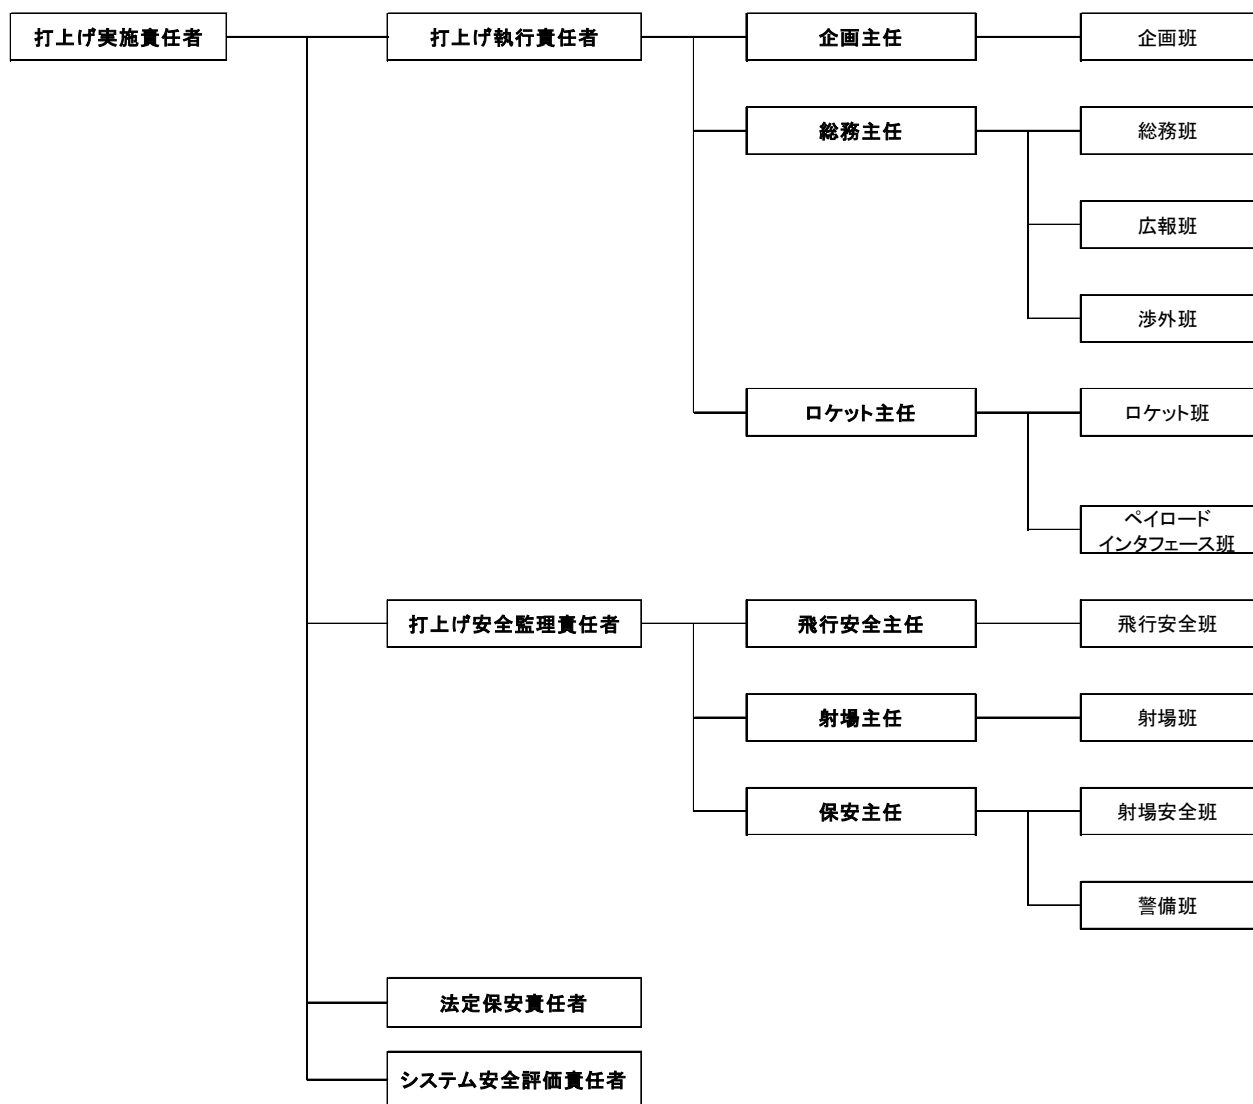 打上げ実施責任者
打上げ執行責任者
企画主任
企画班
総務主任
総務班
広報班
渉外班
ロケット主任
ロケット班
ペイロード
インタフェース班
打上げ安全監理責任者
飛行安全主任
飛行安全班
射場主任
射場班
保安主任
射場安全班
警備班
法定保安責任者
システム安全評価責任者